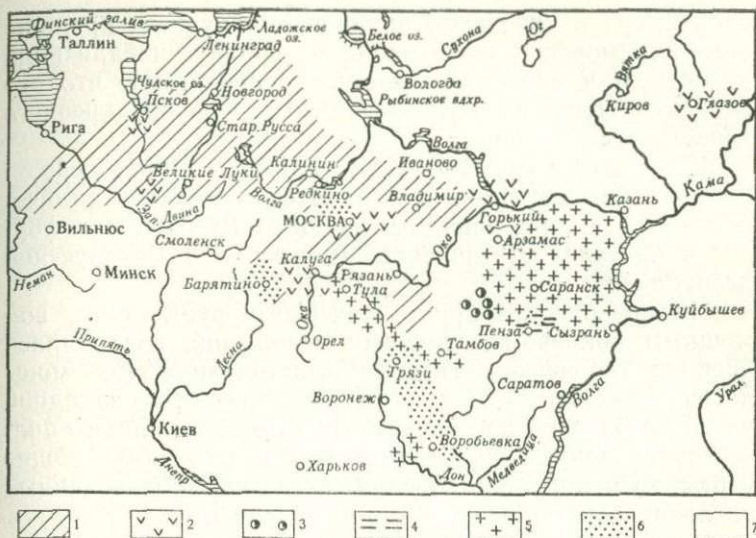 Финский залив
Таллин
Ладожское оз.
Ленинград
Белое оз.
Сухона
Юг
Вятка
Чудское оз.
Новгород
Вологда
Рыбинское вдхр.
Киров
Глазов
Псков
Рига
Стар. Русса
Волга
Великие Луки
Калинин
Иваново
Кама
Волга
Редкино
Владимир
Казань
Зап. Двина
Горький
Вильнюс
МОСКВА
Ока
Арзамас
Смоленск
Неман
Минск
Калуга
Рязань
Барятино
Тула
Саранск
Куйбышев
Припять
Ока
Орел
Пенза
Сызрань
Десна
Тамбов
Грязи
Саратов
Воронеж
Волга
Урал
Киев
Воробьевка
Медведица
Днепр
Харьков
Дон
1 2 3 4 5 6 7